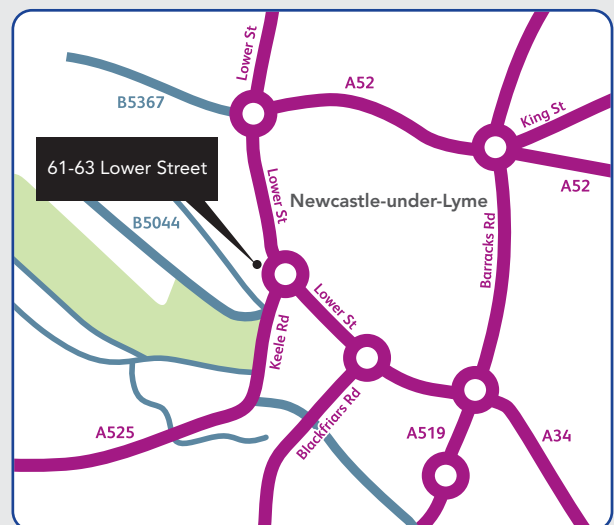 Lower St
A52
B5367
King St
61-63 Lower Street
A52
Lower St
Newcastle-under-Lyme
B5044
Barracks Rd
Lower St
Keele Rd
Blackfriars Rd
A525
A519
A34